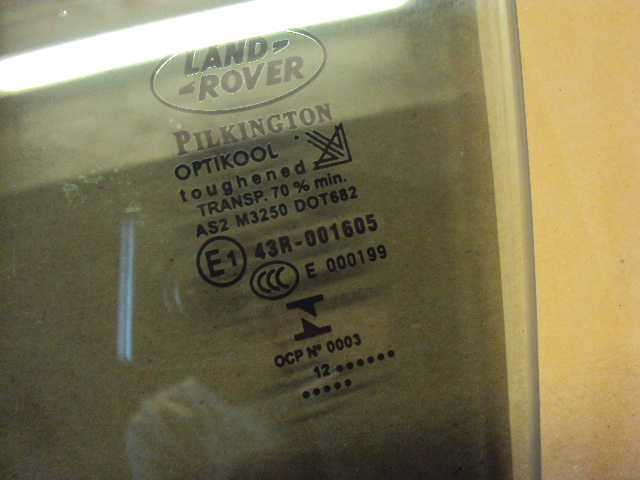 LAND-
-ROVER
PILKINGTON
OPTIKOOL
toughened
TRANSP. 70 % min.
AS2 M3250 DOT682
E1 43R-001605
CCC E 000199
OCP Nº 0003
12 ••••••
•••••